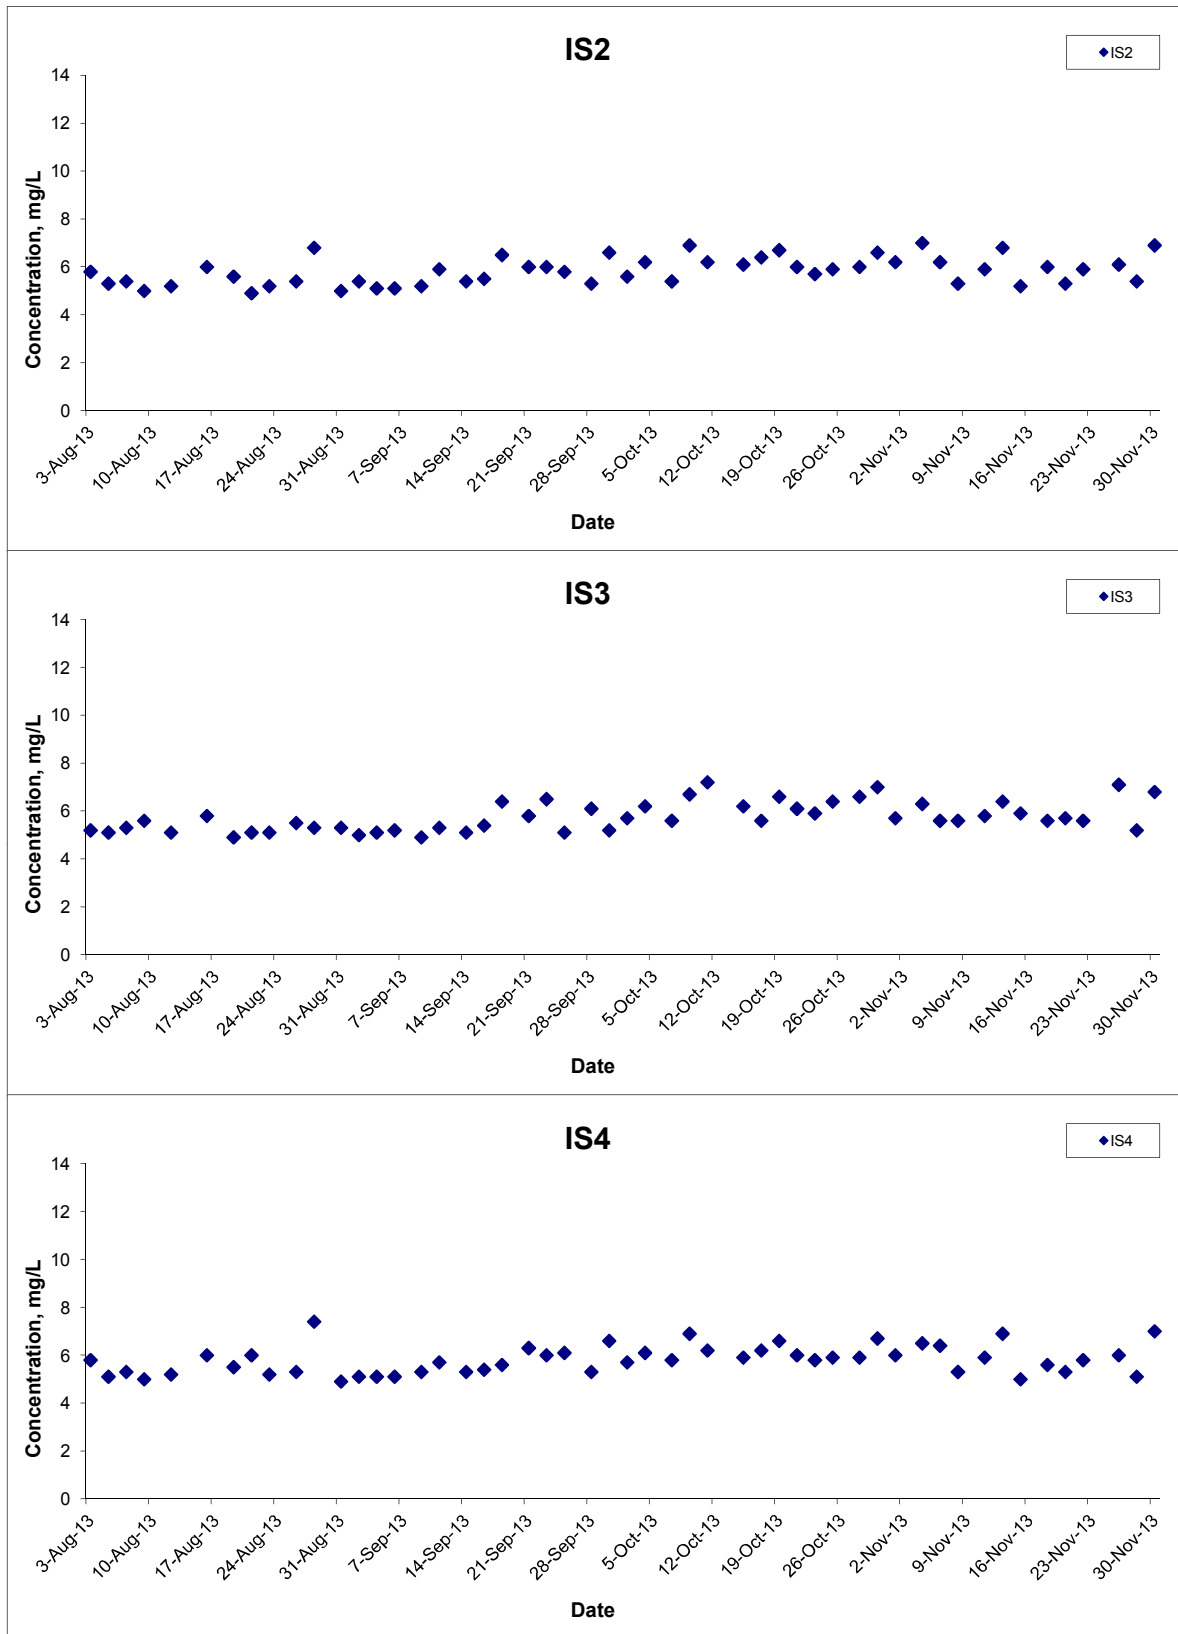 IS2
IS2
14
12
10
8
6
4
2
0
Concentration, mg/L
3-Aug-13
10-Aug-13
17-Aug-13
24-Aug-13
31-Aug-13
7-Sep-13
14-Sep-13
21-Sep-13
28-Sep-13
5-Oct-13
12-Oct-13
19-Oct-13
26-Oct-13
2-Nov-13
9-Nov-13
16-Nov-13
23-Nov-13
30-Nov-13
Date
IS3
IS3
14
12
10
8
6
4
2
0
Concentration, mg/L
3-Aug-13
10-Aug-13
17-Aug-13
24-Aug-13
31-Aug-13
7-Sep-13
14-Sep-13
21-Sep-13
28-Sep-13
5-Oct-13
12-Oct-13
19-Oct-13
26-Oct-13
2-Nov-13
9-Nov-13
16-Nov-13
23-Nov-13
30-Nov-13
Date
IS4
IS4
14
12
10
8
6
4
2
0
Concentration, mg/L
3-Aug-13
10-Aug-13
17-Aug-13
24-Aug-13
31-Aug-13
7-Sep-13
14-Sep-13
21-Sep-13
28-Sep-13
5-Oct-13
12-Oct-13
19-Oct-13
26-Oct-13
2-Nov-13
9-Nov-13
16-Nov-13
23-Nov-13
30-Nov-13
Date